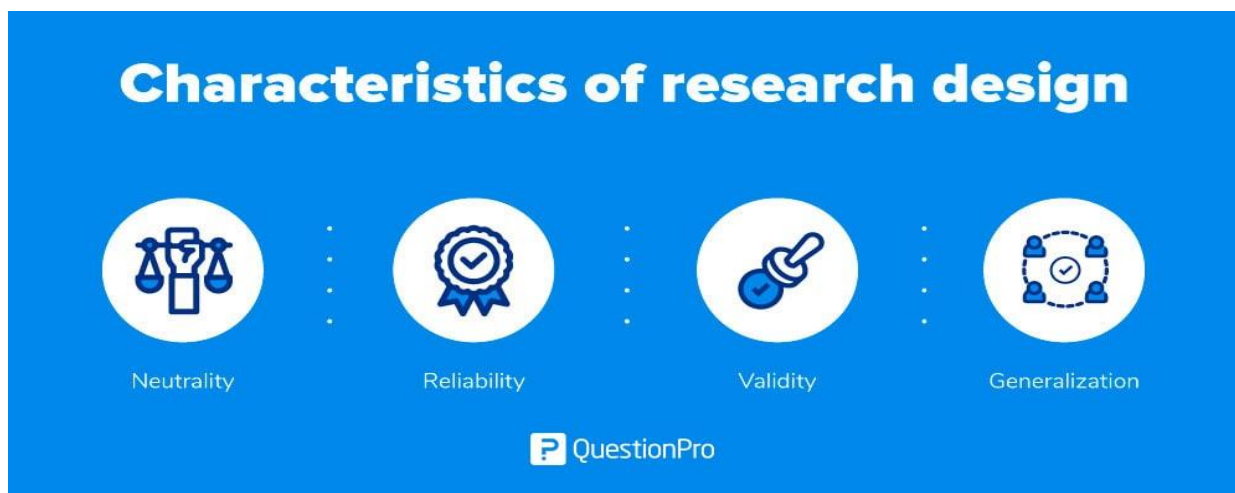 Characteristics of research design
Neutrality
Reliability
Validity
Generalization
QuestionPro